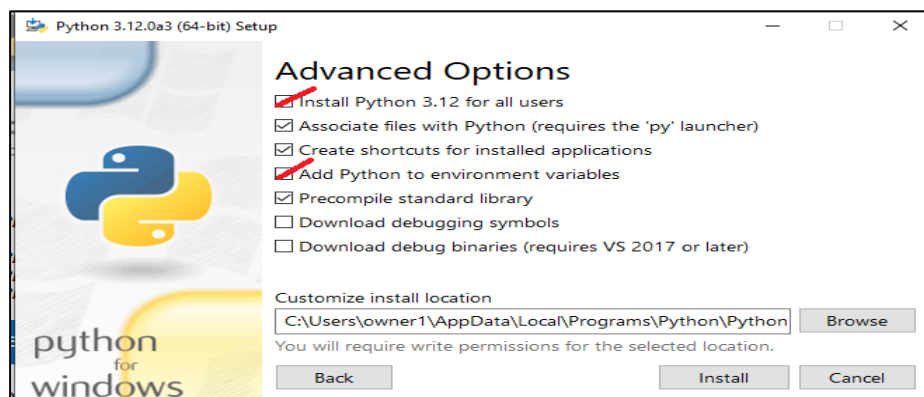 Python 3.12.0a3 (64-bit) Setup
Advanced Options
Install Python 3.12 for all users
Associate files with Python (requires the 'py' launcher)
Create shortcuts for installed applications
Add Python to environment variables
Precompile standard library
Download debugging symbols
Download debug binaries (requires VS 2017 or later)
Customize install location
C:\Users\owner1\AppData\Local\Programs\Python\Python
Browse
You will require write permissions for the selected location.
python
for
windows
Back
Install
Cancel